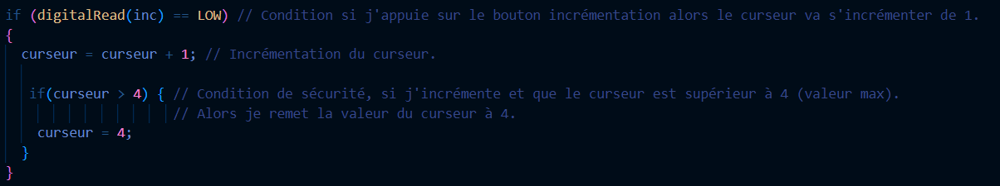 if (digitalRead(inc) == LOW) // Condition si j'appuie sur le bouton incrémentation alors le curseur va s'incrémenter de 1.
{
curseur = curseur + 1; // Incrémentation du curseur.
if(curseur > 4) { // Condition de sécurité, si j'incrémente et que le curseur est supérieur à 4 (valeur max).
// Alors je remet la valeur du curseur à 4.
curseur = 4;
}
}